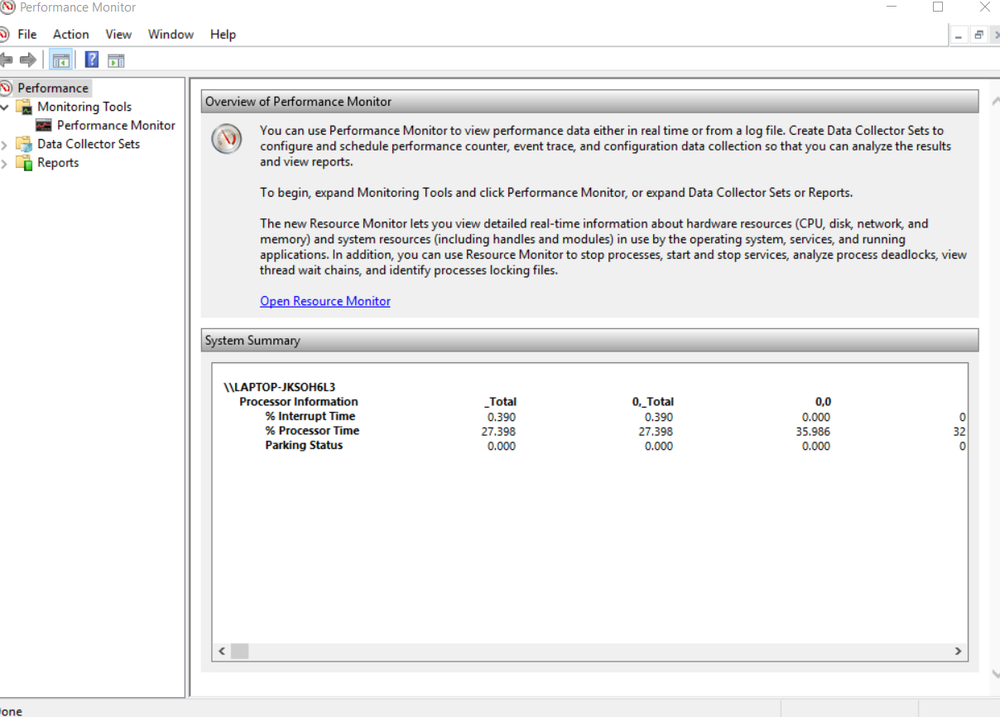 Performance Monitor
File Action View Window Help
Performance
Monitoring Tools
Performance Monitor
Data Collector Sets
Reports
Overview of Performance Monitor
You can use Performance Monitor to view performance data either in real time or from a log file. Create Data Collector Sets to
configure and schedule performance counter, event trace, and configuration data collection so that you can analyze the results
and view reports.
To begin, expand Monitoring Tools and click Performance Monitor, or expand Data Collector Sets or Reports.
The new Resource Monitor lets you view detailed real-time information about hardware resources (CPU, disk, network, and
memory) and system resources (including handles and modules) in use by the operating system, services, and running
applications. In addition, you can use Resource Monitor to stop processes, start and stop services, analyze process deadlocks, view
thread wait chains, and identify processes locking files.
Open Resource Monitor
System Summary
\\LAPTOP-JKSOH6L3
Processor Information _Total 0,_Total 0,0
% Interrupt Time 0.390 0.390 0.000 0
% Processor Time 27.398 27.398 35.986 32
Parking Status 0.000 0.000 0.000 0
one